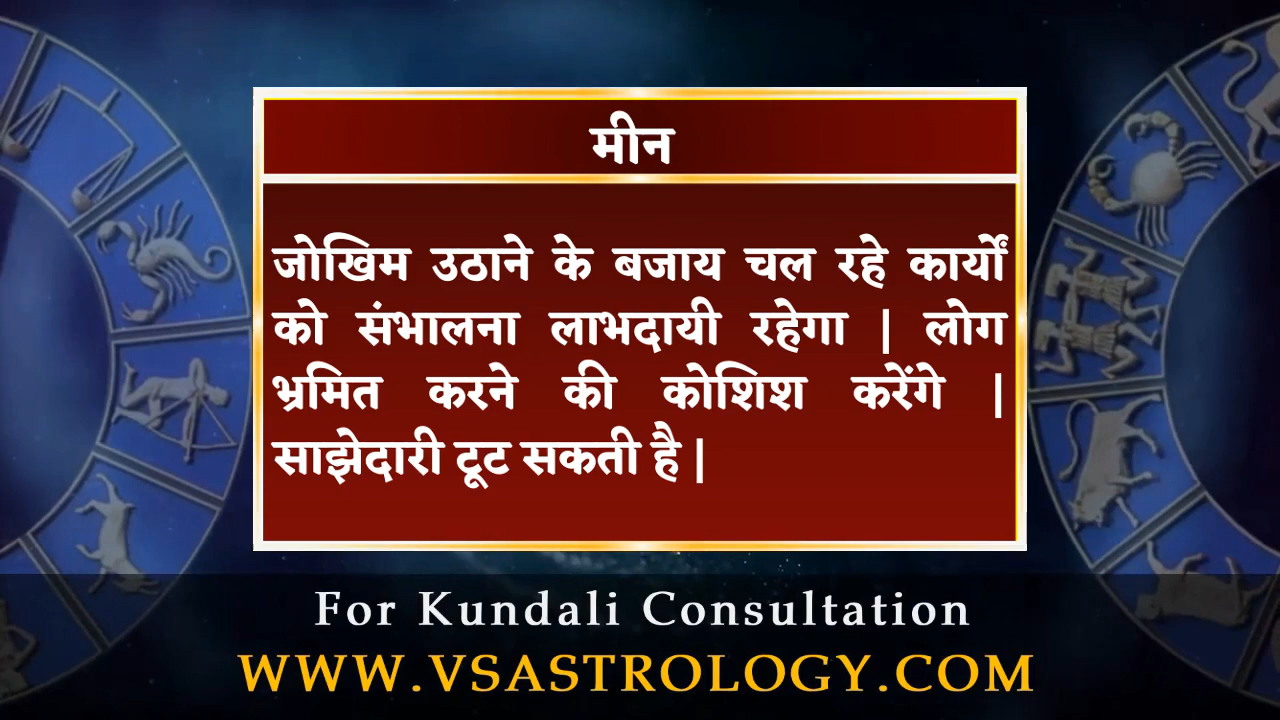 मीन
जोखिम उठाने के बजाय चल रहे कार्यों
को संभालना लाभदायी रहेगा | लोग
भ्रमित करने की कोशिश करेंगे |
साझेदारी टूट सकती है |
For Kundali Consultation
WWW.VSASTROLOGY.COM